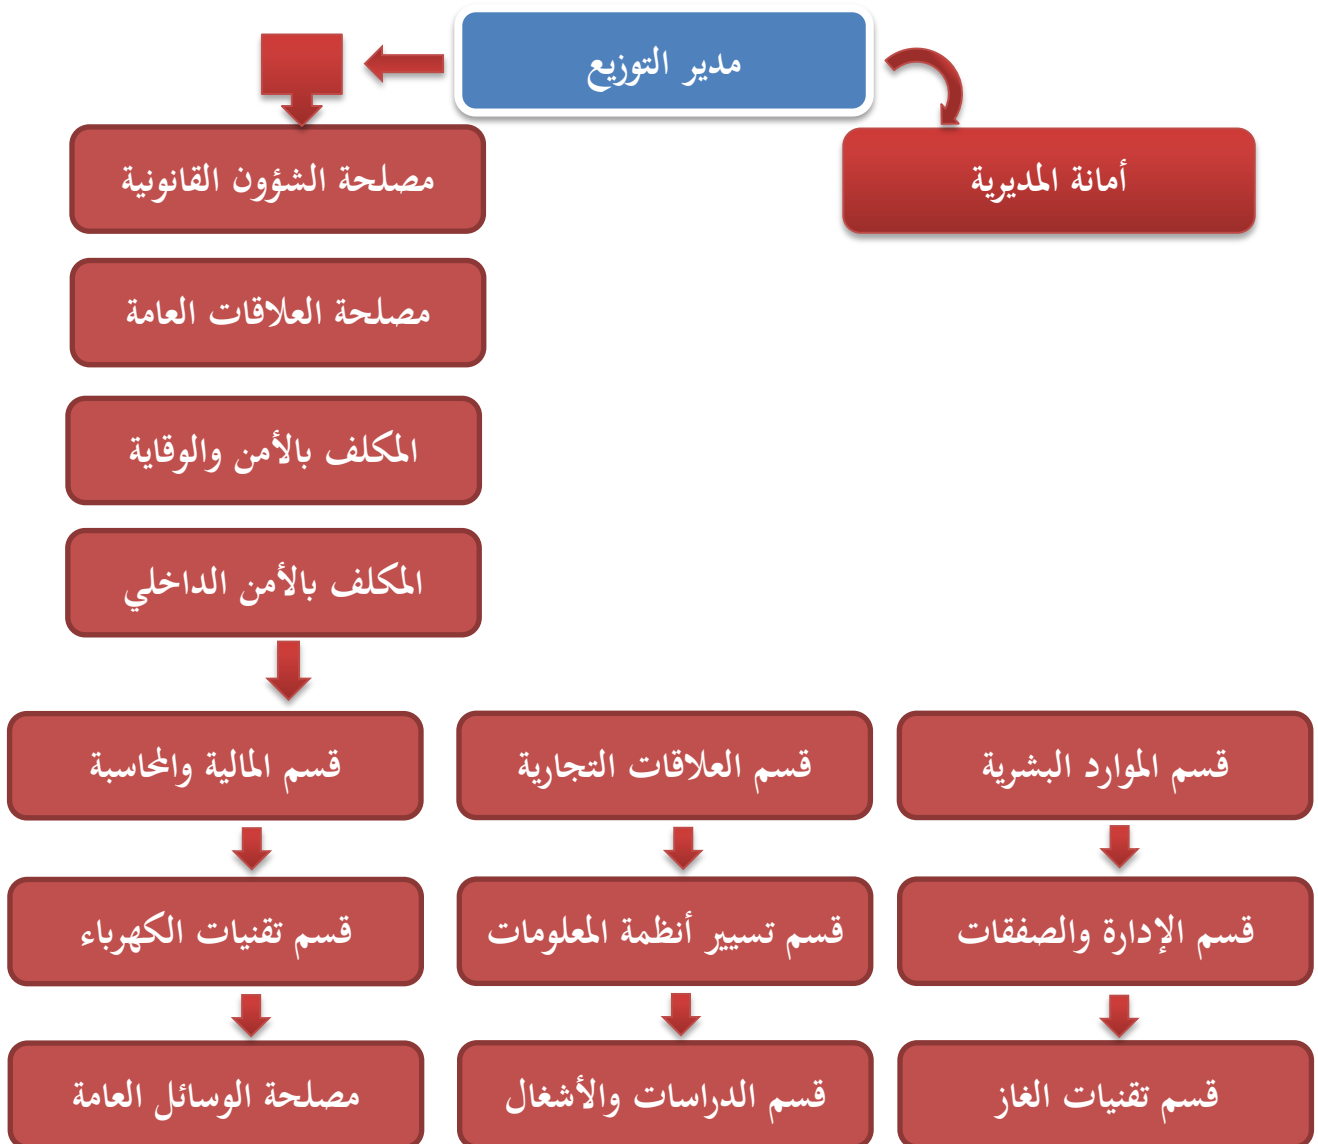 مدير التوزيع
أمانة المديرية
مصلحة الشؤون القانونية
مصلحة العلاقات العامة
المكلف بالأمن والوقاية
المكلف بالأمن الداخلي
قسم الموارد البشرية
قسم العلاقات التجارية
قسم المالية والمحاسبة
قسم الإدارة والصفقات
قسم تسيير أنظمة المعلومات
قسم تقنيات الكهرباء
قسم تقنيات الغاز
قسم الدراسات والأشغال
مصلحة الوسائل العامة